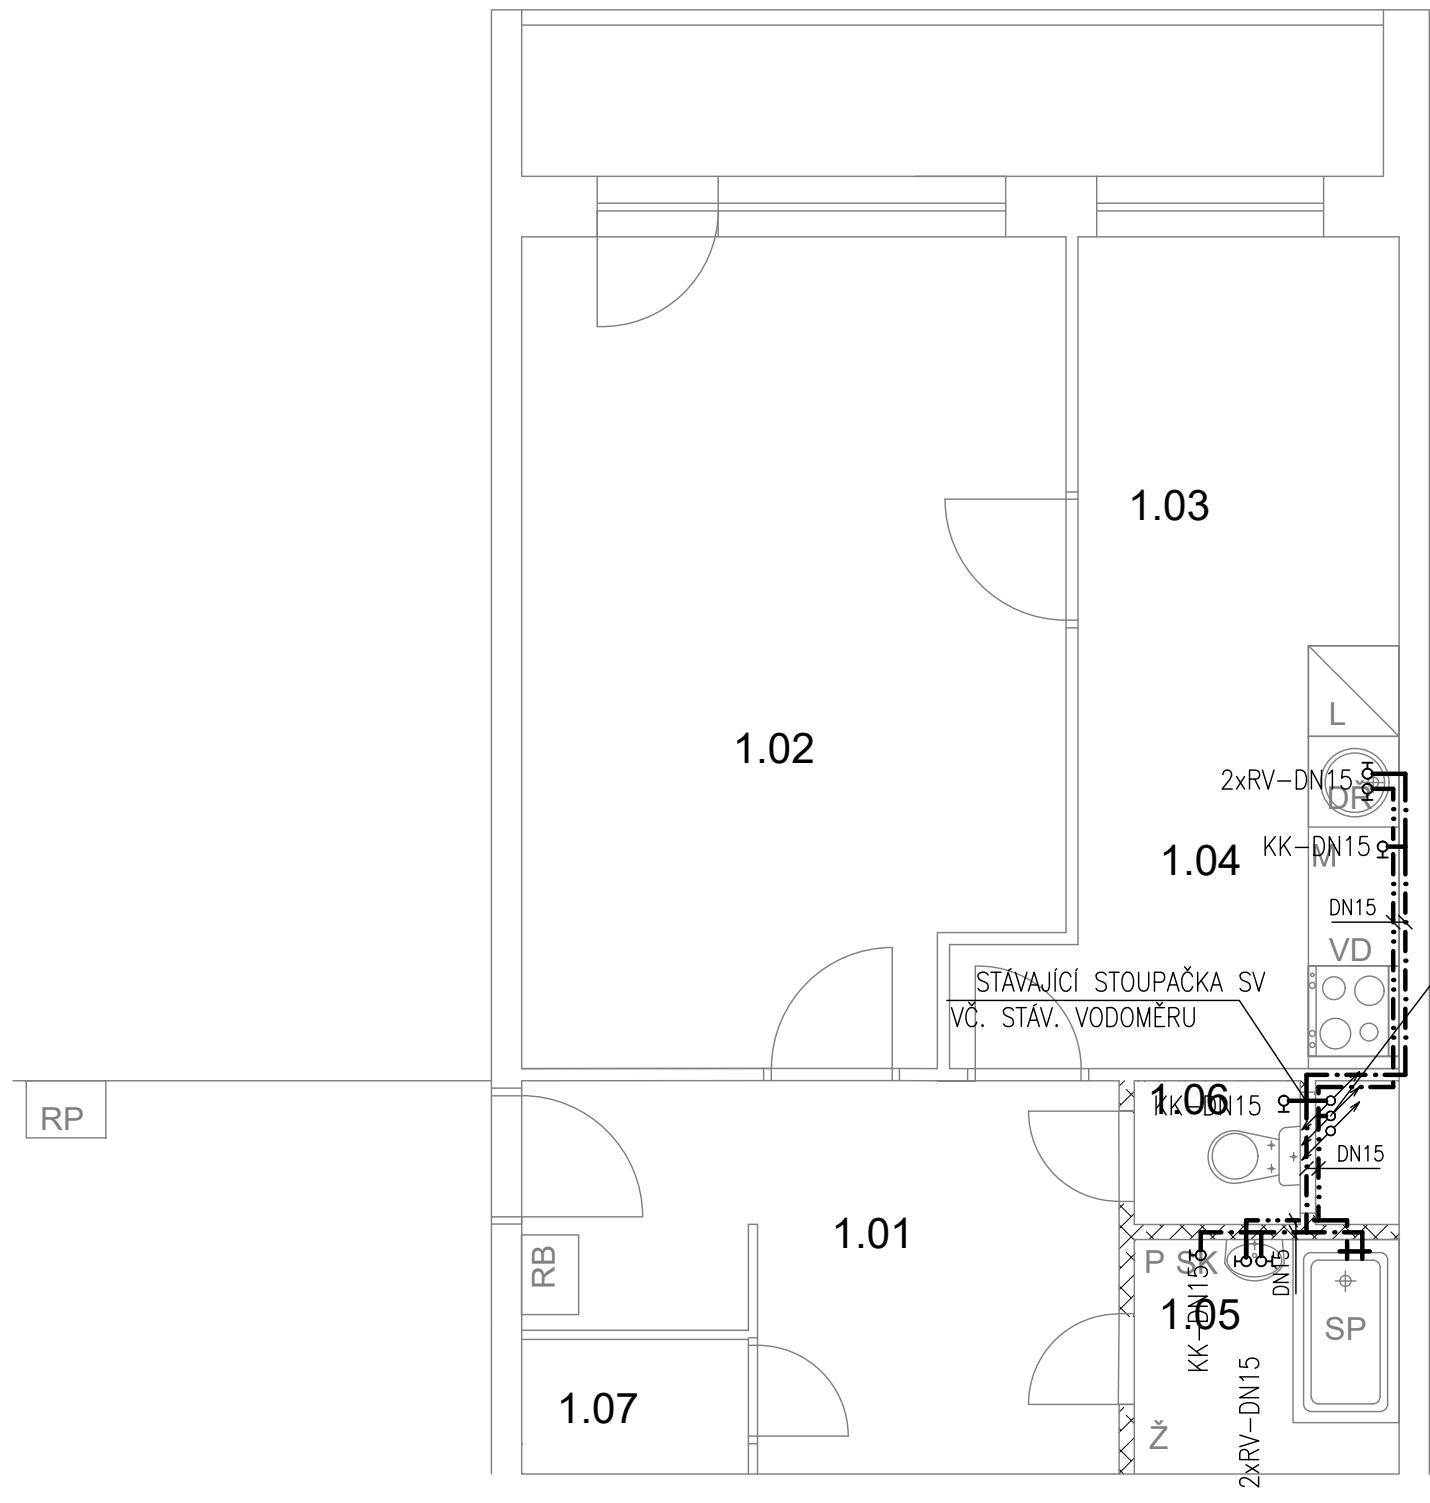 1.03
L
1.02
2xRV-DN15
DŘ
1.04
KK-DN15
M
DN15
VD
STÁVAJÍCÍ STOUPAČKA SV
VČ. STÁV. VODOMĚRU
RP
1.06
KK-DN15
DN15
1.01
RB
P SK
DN15
KK-DN15
1.05
SP
1.07
2xRV-DN15
Ž